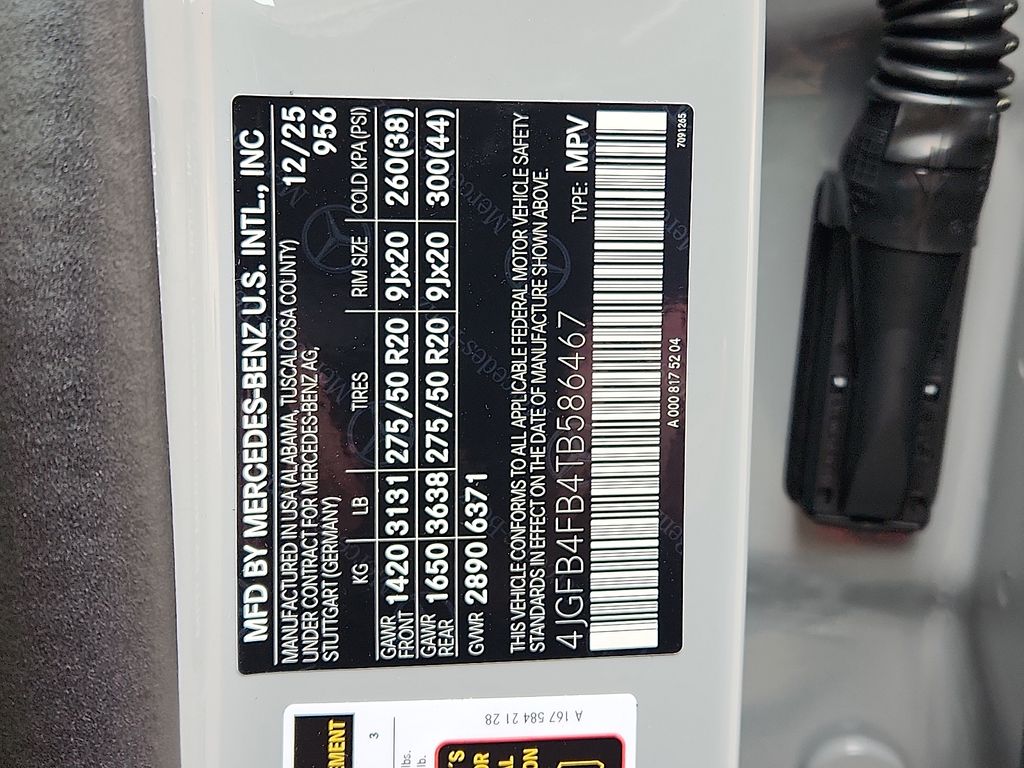 MFD BY MERCEDES-BENZ U.S. INTL., INC
MANUFACTURED IN USA (ALABAMA, TUSCALOOSA COUNTY) 12/25
UNDER CONTRACT FOR MERCEDES-BENZ AG, 956
STUTTGART (GERMANY)
KG LB TIRES RIM SIZE COLD KPA (PSI)
GAWR FRONT 1420 3131 275/50 R20 9Jx20 260(38)
GAWR REAR 1650 3638 275/50 R20 9Jx20 300(44)
GVWR 2890 6371
THIS VEHICLE CONFORMS TO ALL APPLICABLE FEDERAL MOTOR VEHICLE SAFETY
STANDARDS IN EFFECT ON THE DATE OF MANUFACTURE SHOWN ABOVE.
4JGFB4FB4TB586467 TYPE: MPV
A 000 817 52 04 7091265
A 167 584 21 28
3
lbs.
lb.